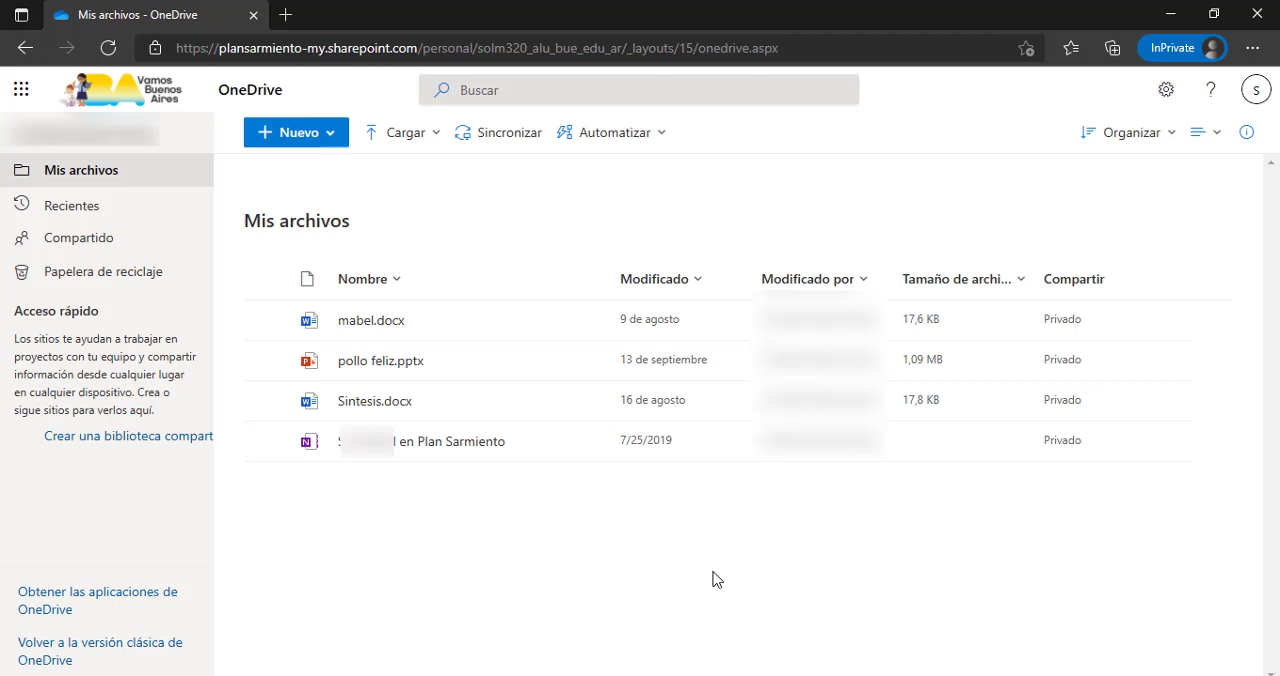 Mis archivos - OneDrive
https://plansarmiento-my.sharepoint.com/personal/solm320_alu_bue_edu_ar/_layouts/15/onedrive.aspx
InPrivate
BA
Vamos
Buenos
Aires
OneDrive
Buscar
?
S
Nuevo
Cargar
Sincronizar
Automatizar
Organizar
Mis archivos
Recientes
Compartido
Papelera de reciclaje
Acceso rápido
Los sitios te ayudan a trabajar en
proyectos con tu equipo y compartir
información desde cualquier lugar
en cualquier dispositivo. Crea o
sigue sitios para verlos aquí.
Crear una biblioteca compart
Obtener las aplicaciones de
OneDrive
Volver a la versión clásica de
OneDrive
Mis archivos
Nombre Modificado Modificado por Tamaño de archi... Compartir
mabel.docx 9 de agosto 17,6 KB Privado
pollo feliz.pptx 13 de septiembre 1,09 MB Privado
Sintesis.docx 16 de agosto 17,8 KB Privado
en Plan Sarmiento 7/25/2019 Privado